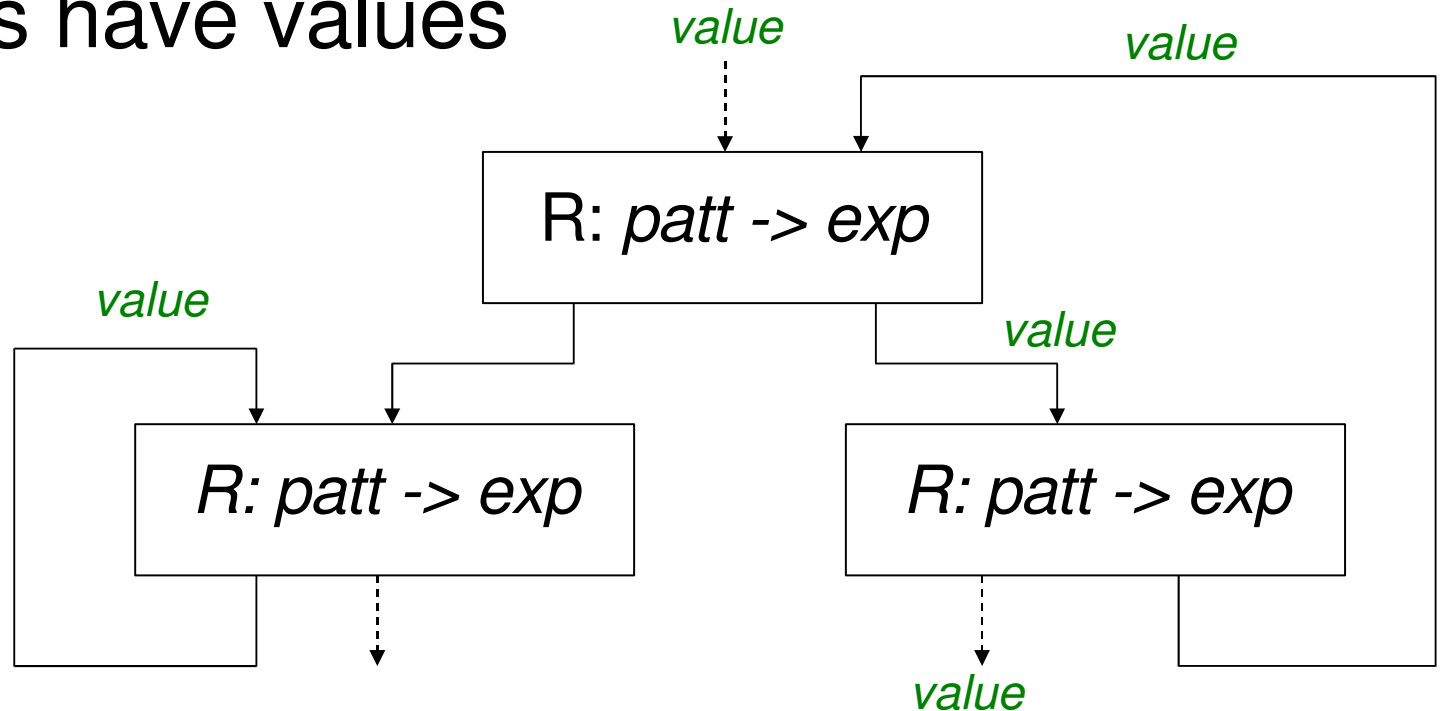 s have values
value
value
R: patt -> exp
value
value
R: patt -> exp
R: patt -> exp
value